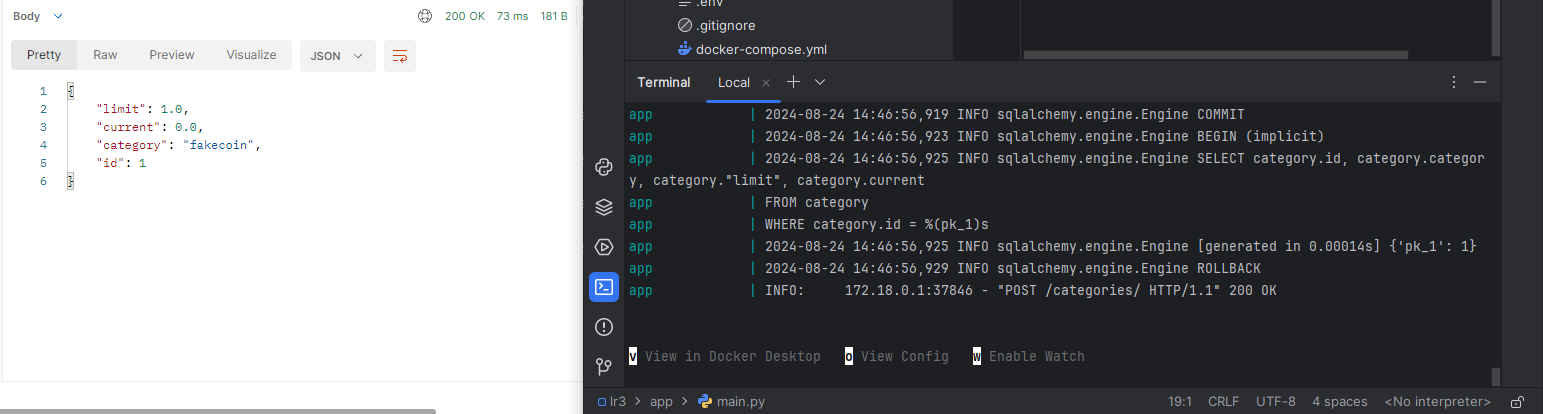 Body
200 OK 73 ms 181 B
Pretty Raw Preview Visualize JSON
1 {
2 "limit": 1.0,
3 "current": 0.0,
4 "category": "fakecoin",
5 "id": 1
6 }
.env
.gitignore
docker-compose.yml
Terminal Local
app | 2024-08-24 14:46:56,919 INFO sqlalchemy.engine.Engine COMMIT
app | 2024-08-24 14:46:56,923 INFO sqlalchemy.engine.Engine BEGIN (implicit)
app | 2024-08-24 14:46:56,925 INFO sqlalchemy.engine.Engine SELECT category.id, category.categor
y, category."limit", category.current
app | FROM category
app | WHERE category.id = %(pk_1)s
app | 2024-08-24 14:46:56,925 INFO sqlalchemy.engine.Engine [generated in 0.00014s] {'pk_1': 1}
app | 2024-08-24 14:46:56,929 INFO sqlalchemy.engine.Engine ROLLBACK
app | INFO: 172.18.0.1:37846 - "POST /categories/ HTTP/1.1" 200 OK
v View in Docker Desktop o View Config w Enable Watch
lr3 > app > main.py 19:1 CRLF UTF-8 4 spaces <No interpreter>